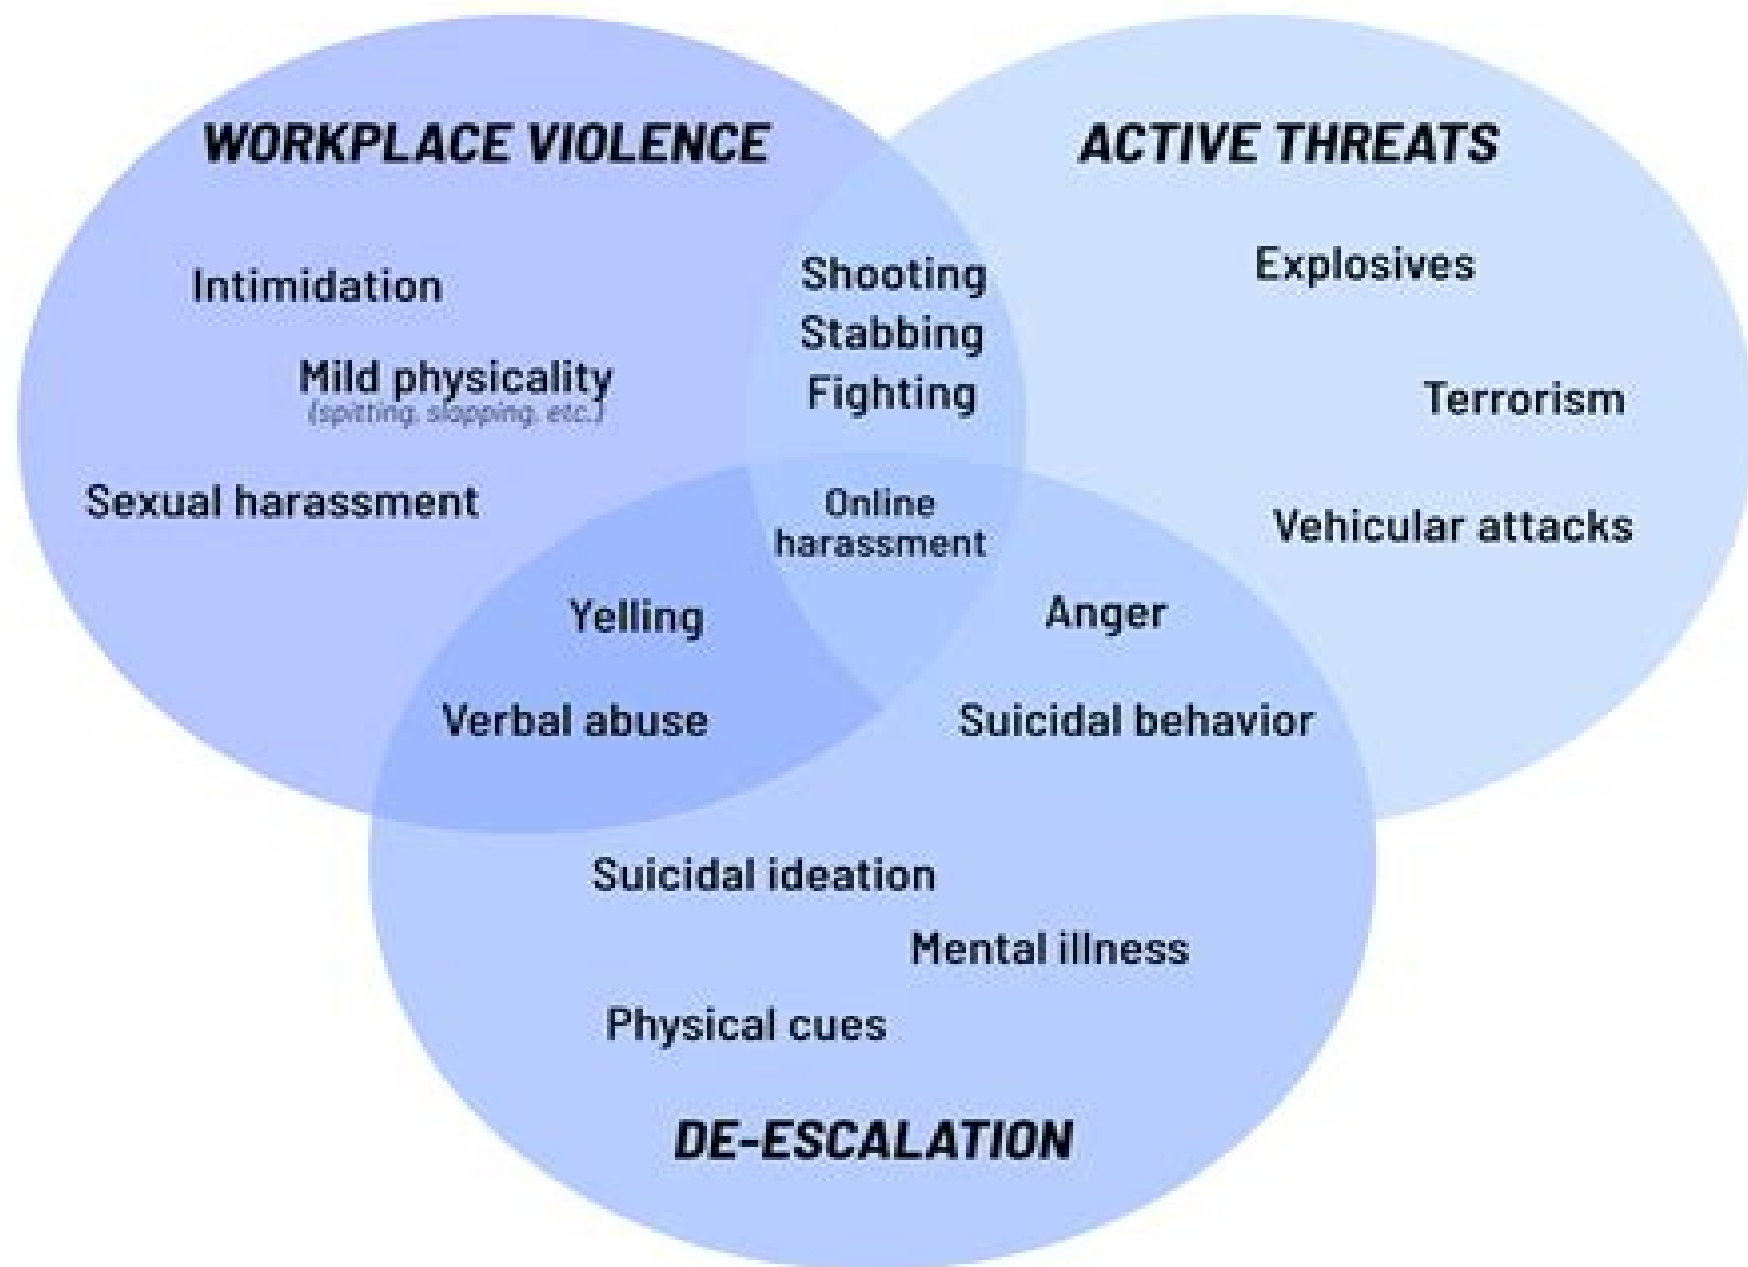 WORKPLACE VIOLENCE
Intimidation
Mild physicality
(spitting, slapping, etc.)
Sexual harassment
ACTIVE THREATS
Explosives
Terrorism
Vehicular attacks
Shooting
Stabbing
Fighting
Online
harassment
Yelling
Verbal abuse
Anger
Suicidal behavior
Suicidal ideation
Mental illness
Physical cues
DE-ESCALATION